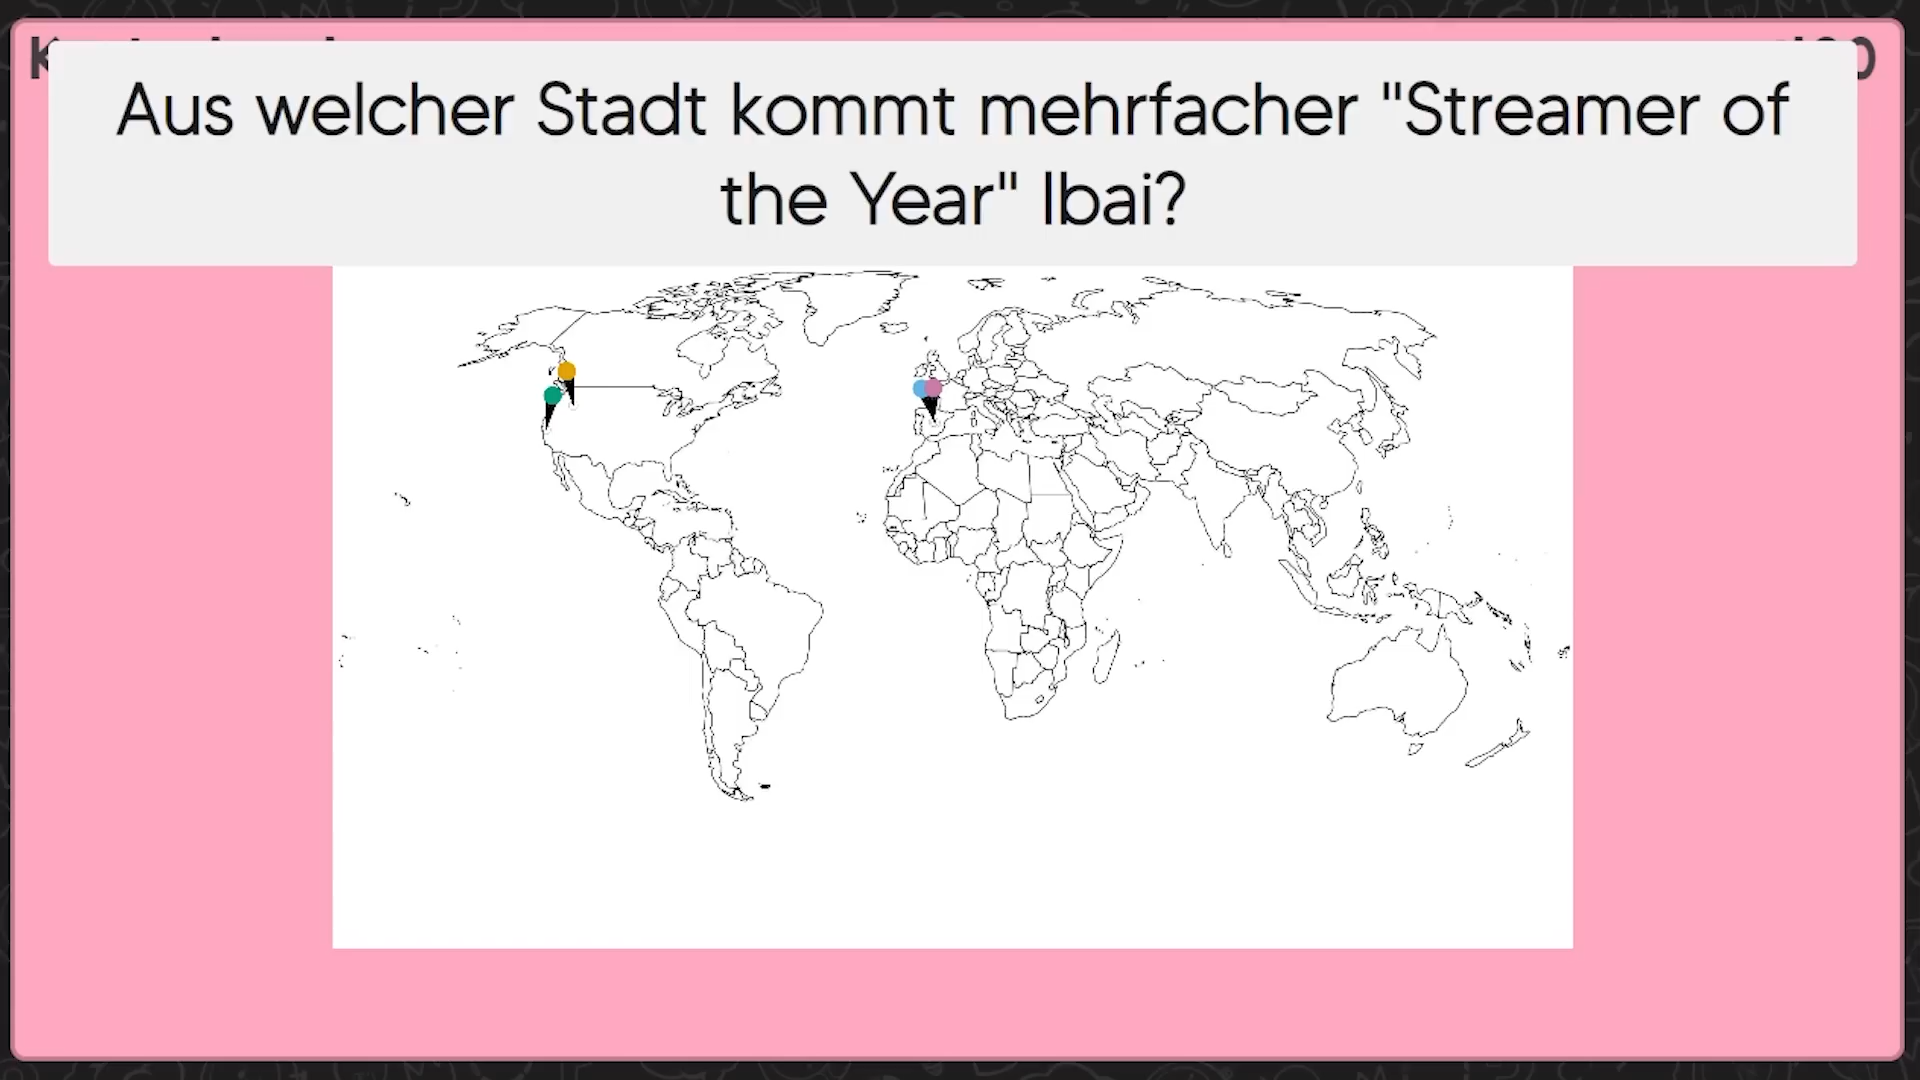 Aus welcher Stadt kommt mehrfacher "Streamer of
the Year" Ibai?